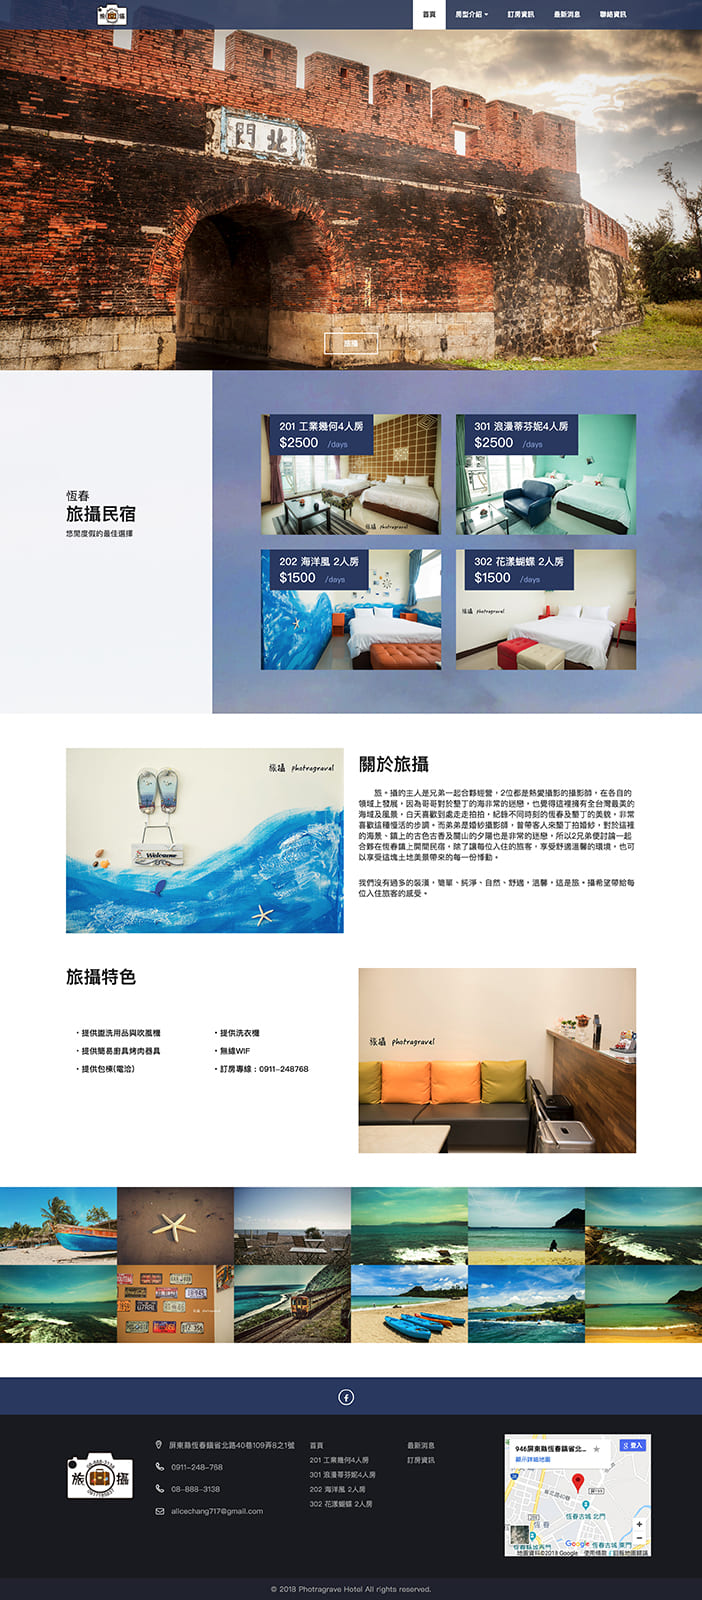 旅 攝
首頁
房型介紹
訂房資訊
最新消息
聯絡資訊
門北
旅攝
恆春
旅攝民宿
悠閒度假的最佳選擇
201 工業幾何4人房
$2500 /days
旅攝 photragravel
301 浪漫蒂芬妮4人房
$2500 /days
202 海洋風 2人房
$1500 /days
302 花漾蝴蝶 2人房
$1500 /days
旅攝 photragravel
旅攝 photragravel
Welcome
關於旅攝
旅。攝的主人是兄弟一起合夥經營，2位都是熱愛攝影的攝影師，在各自的
領域上發展，因為哥哥對於墾丁的海非常的迷戀，也覺得這裡擁有全台灣最美的
海域及風景，白天喜歡到處走走拍拍，紀錄不同時刻的恆春及墾丁的美貌，非常
喜歡這種慢活的步調。而弟弟是婚紗攝影師，曾帶客人來墾丁拍婚紗，對於這裡
的海景、鎮上的古色古香及關山的夕陽也是非常的迷戀，所以2兄弟便討論一起
合夥在恆春鎮上開間民宿，除了讓每位入住的旅客，享受舒適溫馨的環境，也可
以享受這塊土地美景帶來的每一份悸動。
我們沒有過多的裝潢，簡單、純淨、自然、舒適，溫馨，這是旅。攝希望帶給每
位入住旅客的感受。
旅攝特色
・提供盥洗用品與吹風機
・提供洗衣機
・提供簡易廚具烤肉器具
・無線WIF
・提供包棟(電洽)
・訂房專線：0911-248768
旅攝 photragravel
旅 攝
屏東縣恆春鎮省北路40巷109弄8之1號
0911-248-768
08-888-3138
alicechang717@gmail.com
首頁
201 工業幾何4人房
301 浪漫蒂芬妮4人房
202 海洋風 2人房
302 花漾蝴蝶 2人房
最新消息
訂房資訊
946屏東縣恆春鎮省北...
顯示詳細地圖
登入
省北路40巷
恆春古城 北門
恆春
恆春古城 東門
Google
地圖資料©2018 Google 使用條款 回報地圖錯誤
© 2018 Photragrave Hotel All rights reserved.